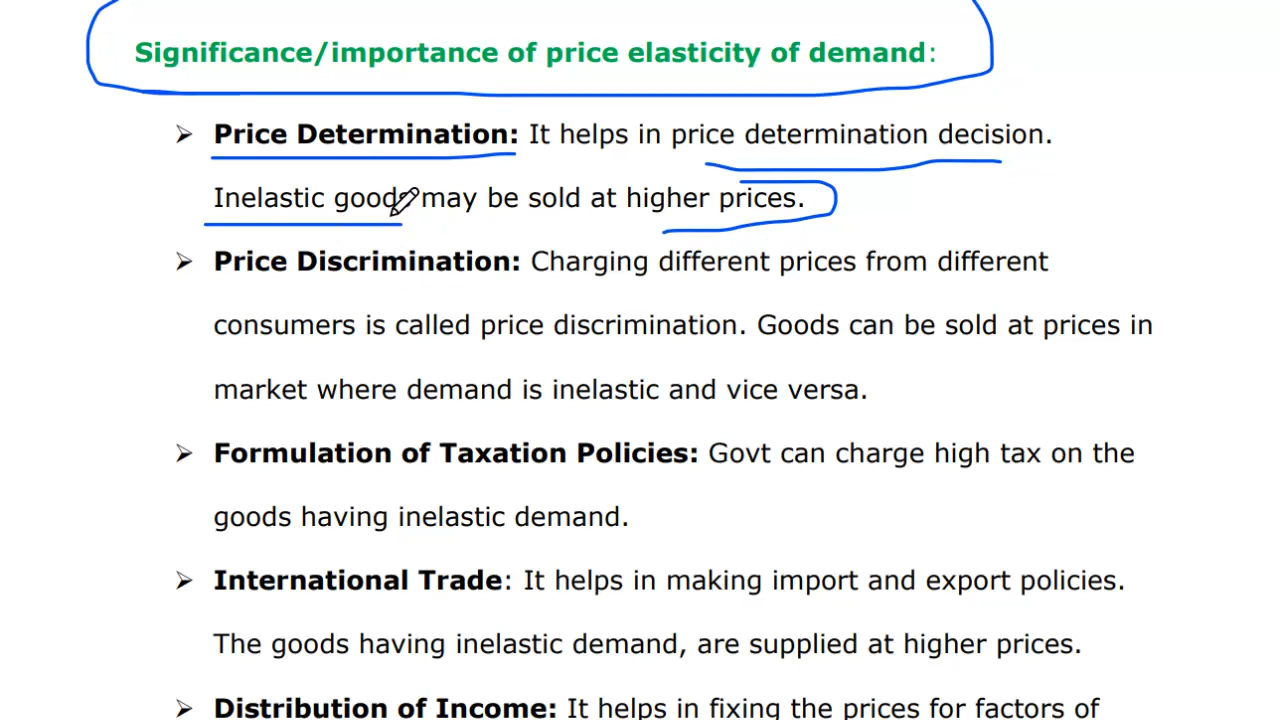 Significance/importance of price elasticity of demand:
➢ Price Determination: It helps in price determination decision.
Inelastic goods may be sold at higher prices.
➢ Price Discrimination: Charging different prices from different
consumers is called price discrimination. Goods can be sold at prices in
market where demand is inelastic and vice versa.
➢ Formulation of Taxation Policies: Govt can charge high tax on the
goods having inelastic demand.
➢ International Trade: It helps in making import and export policies.
The goods having inelastic demand, are supplied at higher prices.
➢ Distribution of Income: It helps in fixing the prices for factors of